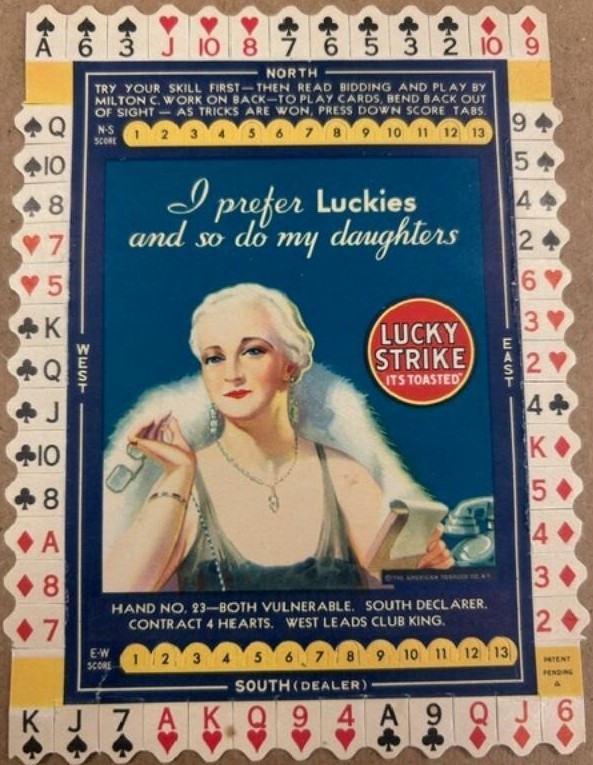 A♠ 6♠ 3♠ J♥ 10♥ 8♥ 7♣ 6♣ 5♣ 3♣ 2♣ 10♦ 9♦
NORTH
TRY YOUR SKILL FIRST—THEN READ BIDDING AND PLAY BY
MILTON C. WORK ON BACK—TO PLAY CARDS, BEND BACK OUT
OF SIGHT — AS TRICKS ARE WON, PRESS DOWN SCORE TABS.
N-S
SCORE
1 2 3 4 5 6 7 8 9 10 11 12 13
I prefer Luckies
and so do my daughters
LUCKY
STRIKE
"IT'S TOASTED"
WEST
♠Q
♠10
♠8
♥7
♥5
♣K
♣Q
♣J
♣10
♣8
♦A
♦8
♦7
EAST
9♠
5♠
4♠
2♠
6♥
3♥
2♥
4♣
K♦
5♦
4♦
3♦
2♦
© THE AMERICAN TOBACCO CO. N.Y.
HAND NO. 23—BOTH VULNERABLE. SOUTH DECLARER.
CONTRACT 4 HEARTS. WEST LEADS CLUB KING.
E-W
SCORE
1 2 3 4 5 6 7 8 9 10 11 12 13
SOUTH (DEALER)
PATENT
PENDING
K♠ J♠ 7♠ A♥ K♥ Q♥ 9♥ 4♥ A♣ 9♣ Q♦ J♦ 6♦